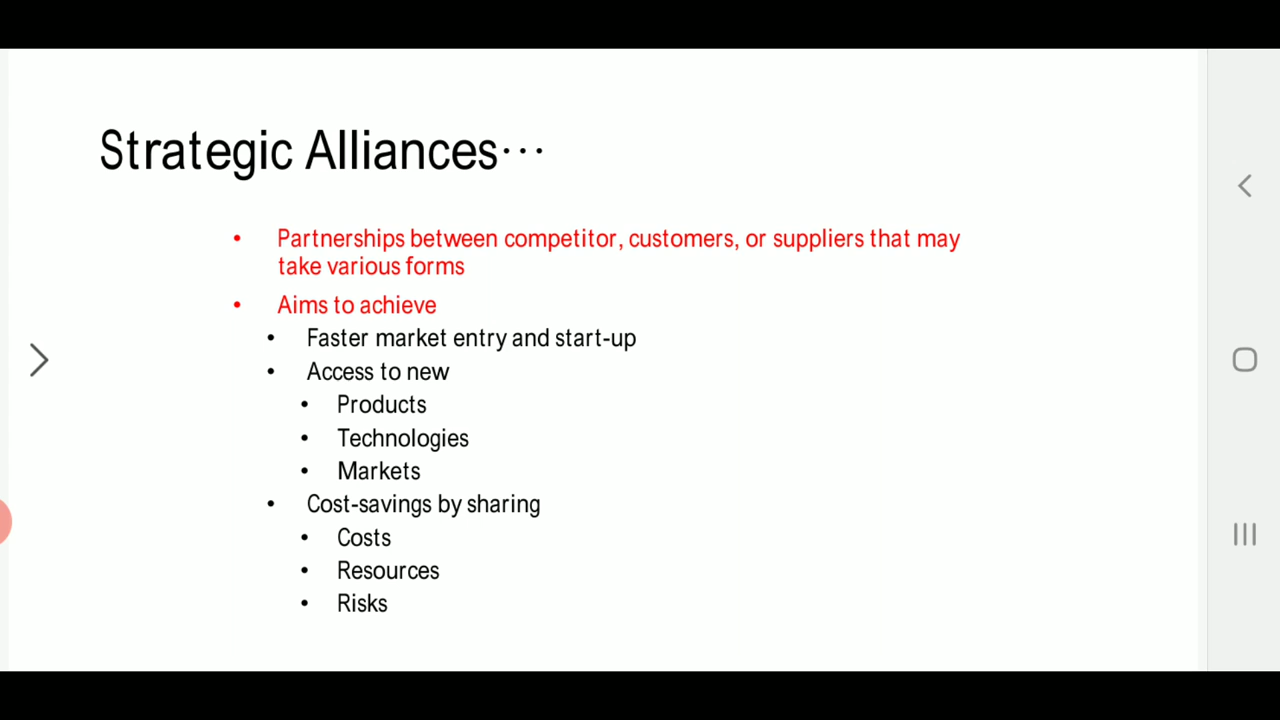 Strategic Alliances···
• Partnerships between competitor, customers, or suppliers that may
take various forms
• Aims to achieve
• Faster market entry and start-up
• Access to new
• Products
• Technologies
• Markets
• Cost-savings by sharing
• Costs
• Resources
• Risks